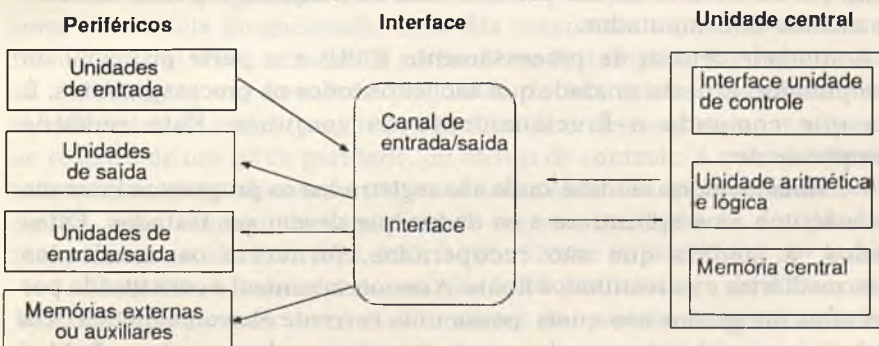 Periféricos
Interface
Unidade central
Unidades
de entrada
Unidades
de saída
Unidades de
entrada/saída
Memórias externas
ou auxiliares
Canal de
entrada/saída
Interface
Interface unidade
de controle
Unidade aritmética
e lógica
Memória central